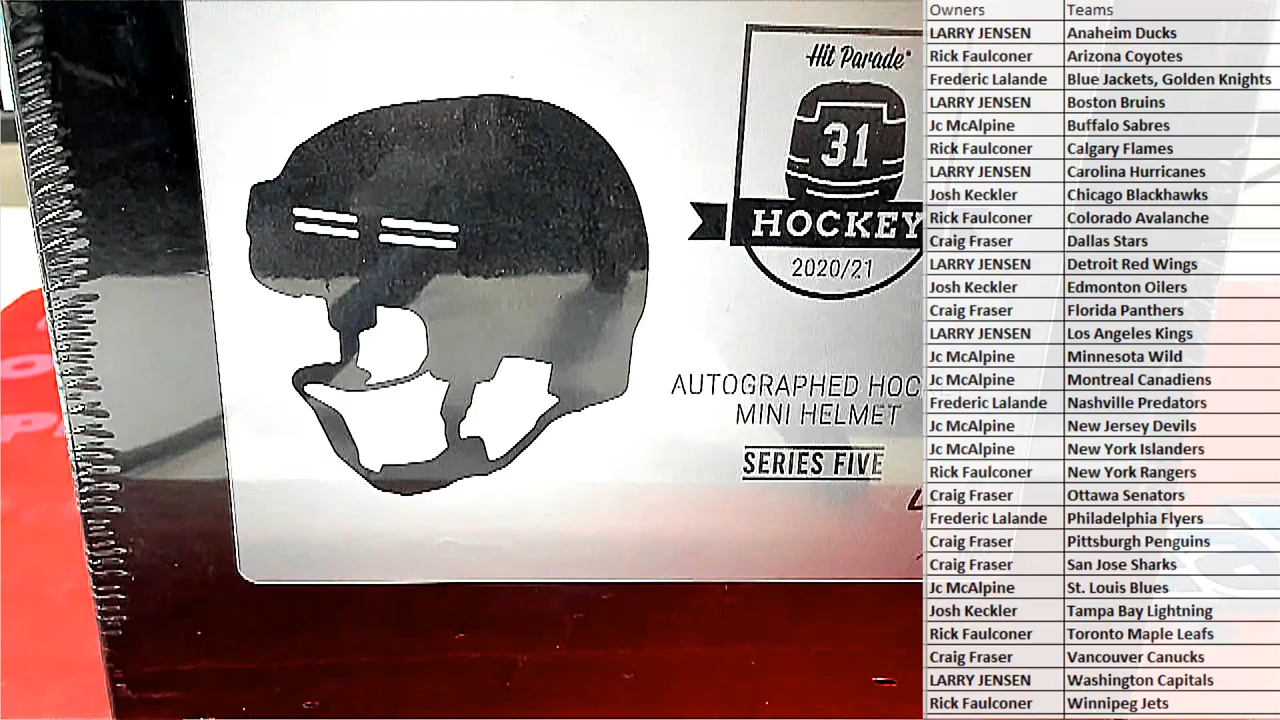 Hit Parade
31
HOCKEY
2020/21
AUTOGRAPHED
MINI HELMET
SERIES FIVE
Owners Teams
LARRY JENSEN Anaheim Ducks
Rick Faulconer Arizona Coyotes
Frederic Lalande Blue Jackets, Golden Knights
LARRY JENSEN Boston Bruins
Jc McAlpine Buffalo Sabres
Rick Faulconer Calgary Flames
LARRY JENSEN Carolina Hurricanes
Josh Keckler Chicago Blackhawks
Rick Faulconer Colorado Avalanche
Craig Fraser Dallas Stars
LARRY JENSEN Detroit Red Wings
Josh Keckler Edmonton Oilers
Craig Fraser Florida Panthers
LARRY JENSEN Los Angeles Kings
Jc McAlpine Minnesota Wild
Jc McAlpine Montreal Canadiens
Frederic Lalande Nashville Predators
Jc McAlpine New Jersey Devils
Jc McAlpine New York Islanders
Rick Faulconer New York Rangers
Craig Fraser Ottawa Senators
Frederic Lalande Philadelphia Flyers
Craig Fraser Pittsburgh Penguins
Craig Fraser San Jose Sharks
Jc McAlpine St. Louis Blues
Josh Keckler Tampa Bay Lightning
Rick Faulconer Toronto Maple Leafs
Craig Fraser Vancouver Canucks
LARRY JENSEN Washington Capitals
Rick Faulconer Winnipeg Jets